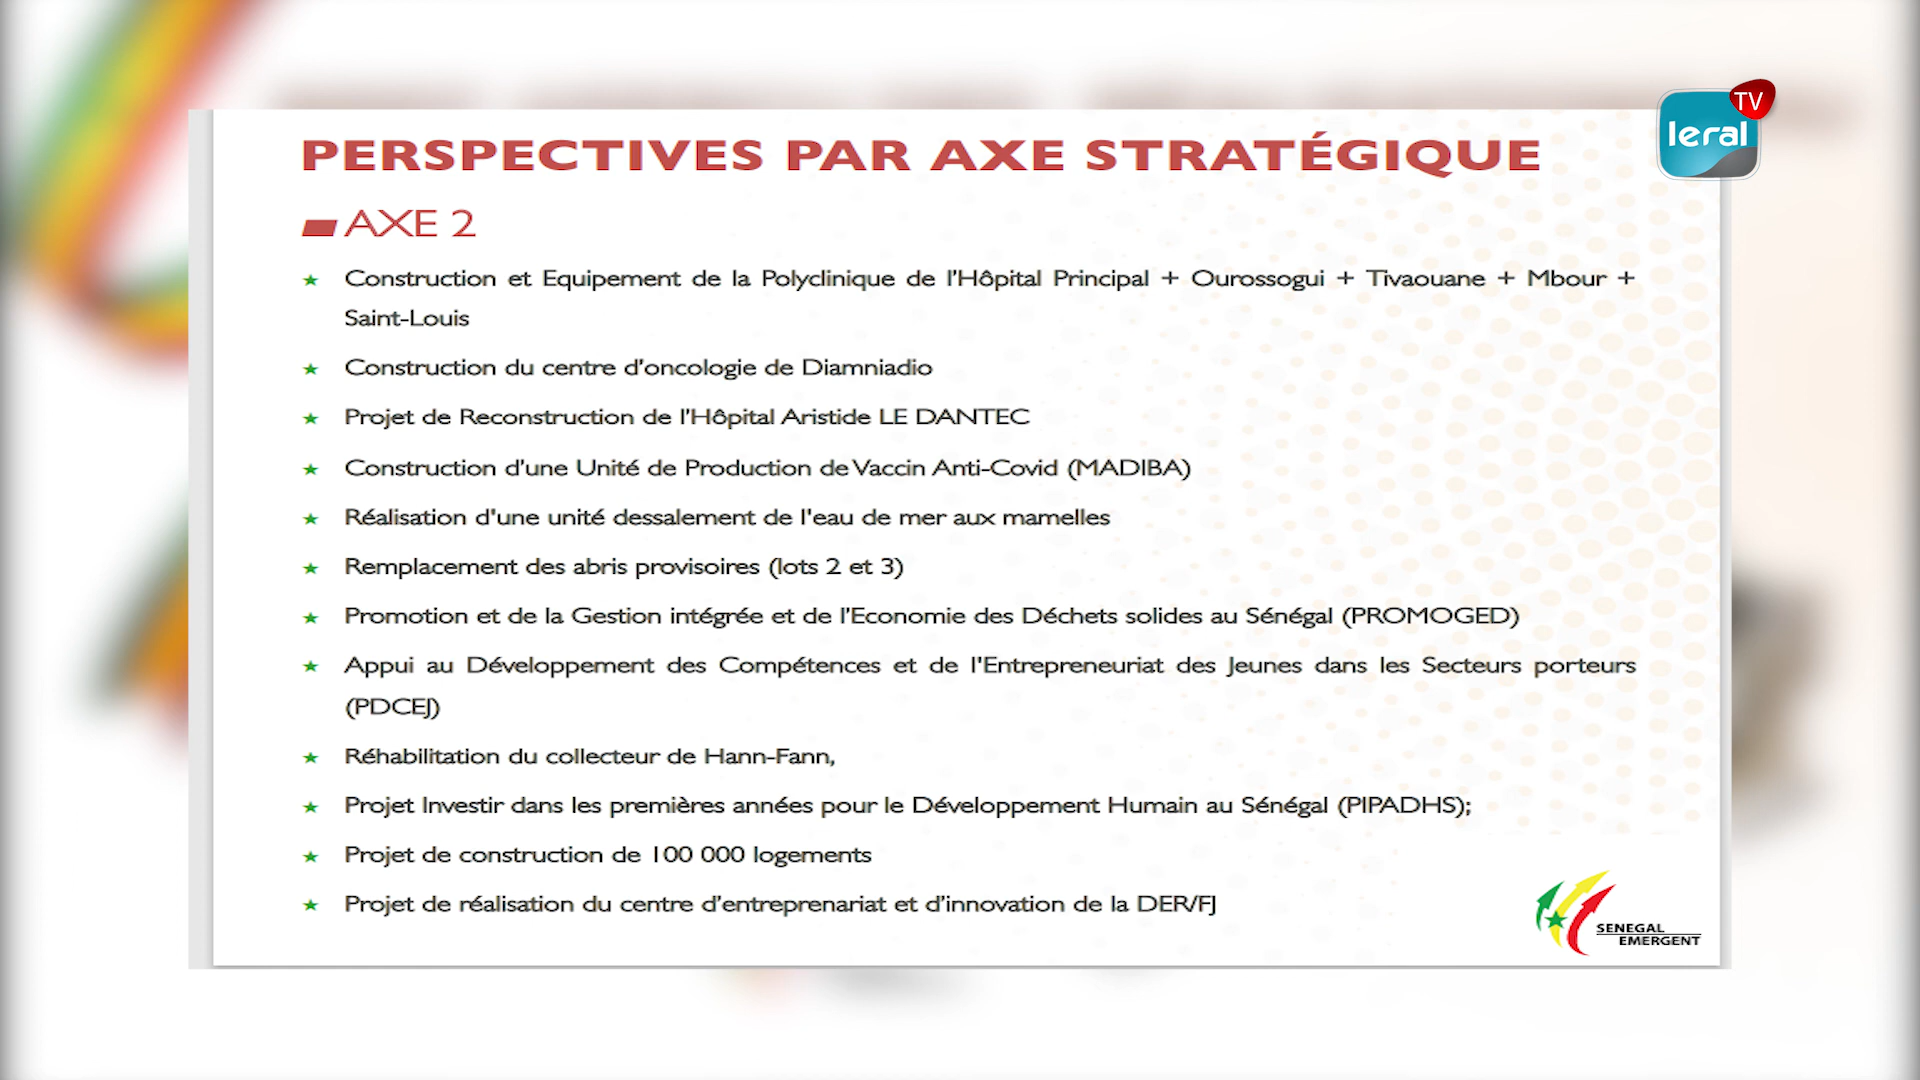 TV
leral
PERSPECTIVES PAR AXE STRATÉGIQUE
AXE 2
Construction et Equipement de la Polyclinique de l'Hôpital Principal + Ourossogui + Tivaouane + Mbour +
Saint-Louis
Construction du centre d'oncologie de Diamniadio
Projet de Reconstruction de l'Hôpital Aristide LE DANTEC
Construction d'une Unité de Production de Vaccin Anti-Covid (MADIBA)
Réalisation d'une unité dessalement de l'eau de mer aux mamelles
Remplacement des abris provisoires (lots 2 et 3)
Promotion et de la Gestion intégrée et de l'Economie des Déchets solides au Sénégal (PROMOGED)
Appui au Développement des Compétences et de l'Entrepreneuriat des Jeunes dans les Secteurs porteurs
(PDCEJ)
Réhabilitation du collecteur de Hann-Fann,
Projet Investir dans les premières années pour le Développement Humain au Sénégal (PIPADHS);
Projet de construction de 100 000 logements
Projet de réalisation du centre d'entreprenariat et d'innovation de la DER/FJ
SENEGAL
EMERGENT